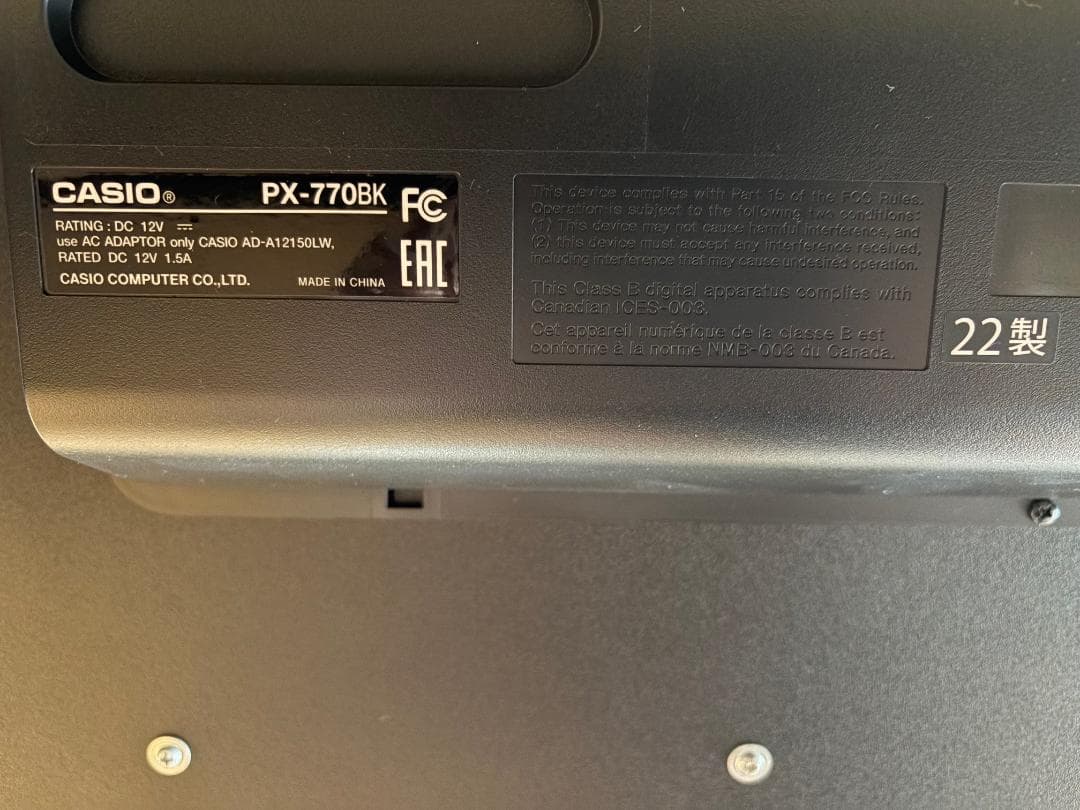 CASIO® PX-770BK
FC
RATING : DC 12V ⎓
use AC ADAPTOR only CASIO AD-A12150LW,
RATED DC 12V 1.5A
EAC
CASIO COMPUTER CO.,LTD. MADE IN CHINA
This device complies with Part 15 of the FCC Rules.
Operation is subject to the following two conditions:
(1) This device may not cause harmful interference, and
(2) this device must accept any interference received,
including interference that may cause undesired operation.
This Class B digital apparatus complies with
Canadian ICES-003.
Cet appareil numérique de la classe B est
conforme à la norme NMB-003 du Canada.
22製